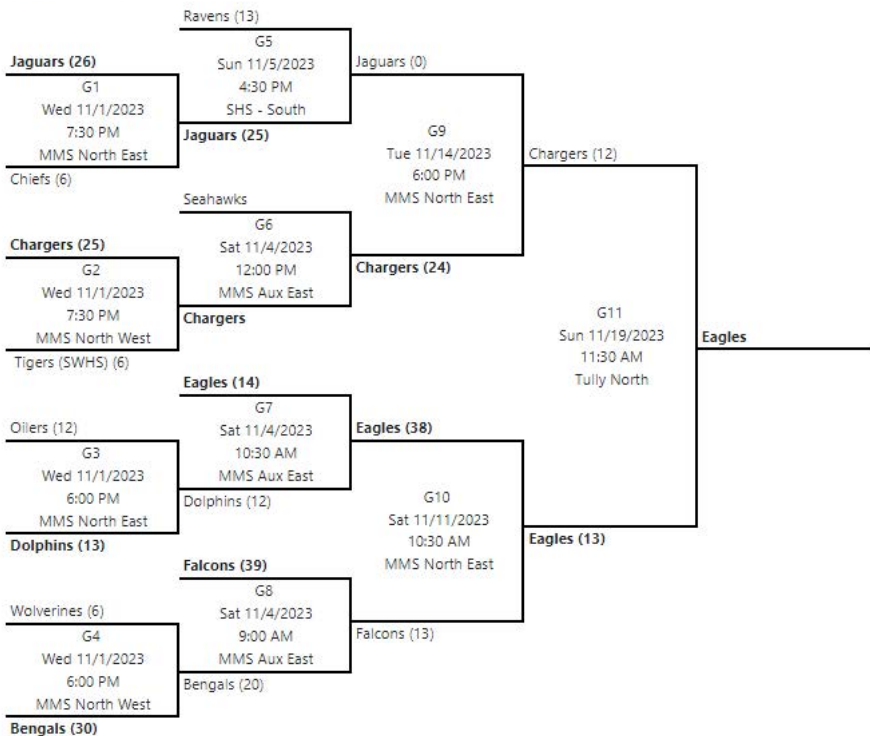 Ravens (13)
G5
Sun 11/5/2023
4:30 PM
SHS - South
Jaguars (25)
Jaguars (26)
G1
Wed 11/1/2023
7:30 PM
MMS North East
Chiefs (6)
Jaguars (0)
G9
Tue 11/14/2023
6:00 PM
MMS North East
Chargers (24)
Seahawks
G6
Sat 11/4/2023
12:00 PM
MMS Aux East
Chargers
Chargers (25)
G2
Wed 11/1/2023
7:30 PM
MMS North West
Tigers (SWHS) (6)
Chargers (12)
G11
Sun 11/19/2023
11:30 AM
Tully North
Eagles (13)
Eagles
Eagles (14)
G7
Sat 11/4/2023
10:30 AM
MMS Aux East
Dolphins (12)
Oilers (12)
G3
Wed 11/1/2023
6:00 PM
MMS North East
Dolphins (13)
Eagles (38)
G10
Sat 11/11/2023
10:30 AM
MMS North East
Falcons (13)
Falcons (39)
G8
Sat 11/4/2023
9:00 AM
MMS Aux East
Bengals (20)
Wolverines (6)
G4
Wed 11/1/2023
6:00 PM
MMS North West
Bengals (30)